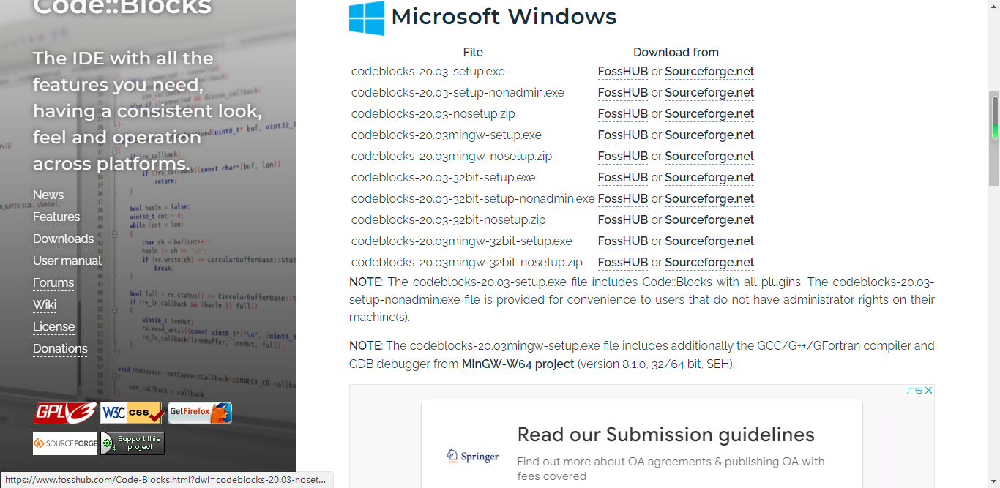 Code::Blocks
The IDE with all the
features you need,
having a consistent look,
feel and operation
across platforms.
News
Features
Downloads
User manual
Forums
Wiki
License
Donations
GPLv3
W3C css
GetFirefox
SOURCEFORGE
Support this
project
Microsoft Windows
File Download from
codeblocks-20.03-setup.exe FossHUB or Sourceforge.net
codeblocks-20.03-setup-nonadmin.exe FossHUB or Sourceforge.net
codeblocks-20.03-nosetup.zip FossHUB or Sourceforge.net
codeblocks-20.03mingw-setup.exe FossHUB or Sourceforge.net
codeblocks-20.03mingw-nosetup.zip FossHUB or Sourceforge.net
codeblocks-20.03-32bit-setup.exe FossHUB or Sourceforge.net
codeblocks-20.03-32bit-setup-nonadmin.exe FossHUB or Sourceforge.net
codeblocks-20.03-32bit-nosetup.zip FossHUB or Sourceforge.net
codeblocks-20.03mingw-32bit-setup.exe FossHUB or Sourceforge.net
codeblocks-20.03mingw-32bit-nosetup.zip FossHUB or Sourceforge.net
NOTE: The codeblocks-20.03-setup.exe file includes Code::Blocks with all plugins. The codeblocks-20.03-
setup-nonadmin.exe file is provided for convenience to users that do not have administrator rights on their
machine(s).
NOTE: The codeblocks-20.03mingw-setup.exe file includes additionally the GCC/G++/GFortran compiler and
GDB debugger from MinGW-W64 project (version 8.1.0, 32/64 bit, SEH).
广告
Read our Submission guidelines
Springer
Find out more about OA agreements & publishing OA with
fees covered
https://www.fosshub.com/Code-Blocks.html?dwl=codeblocks-20.03-noset...